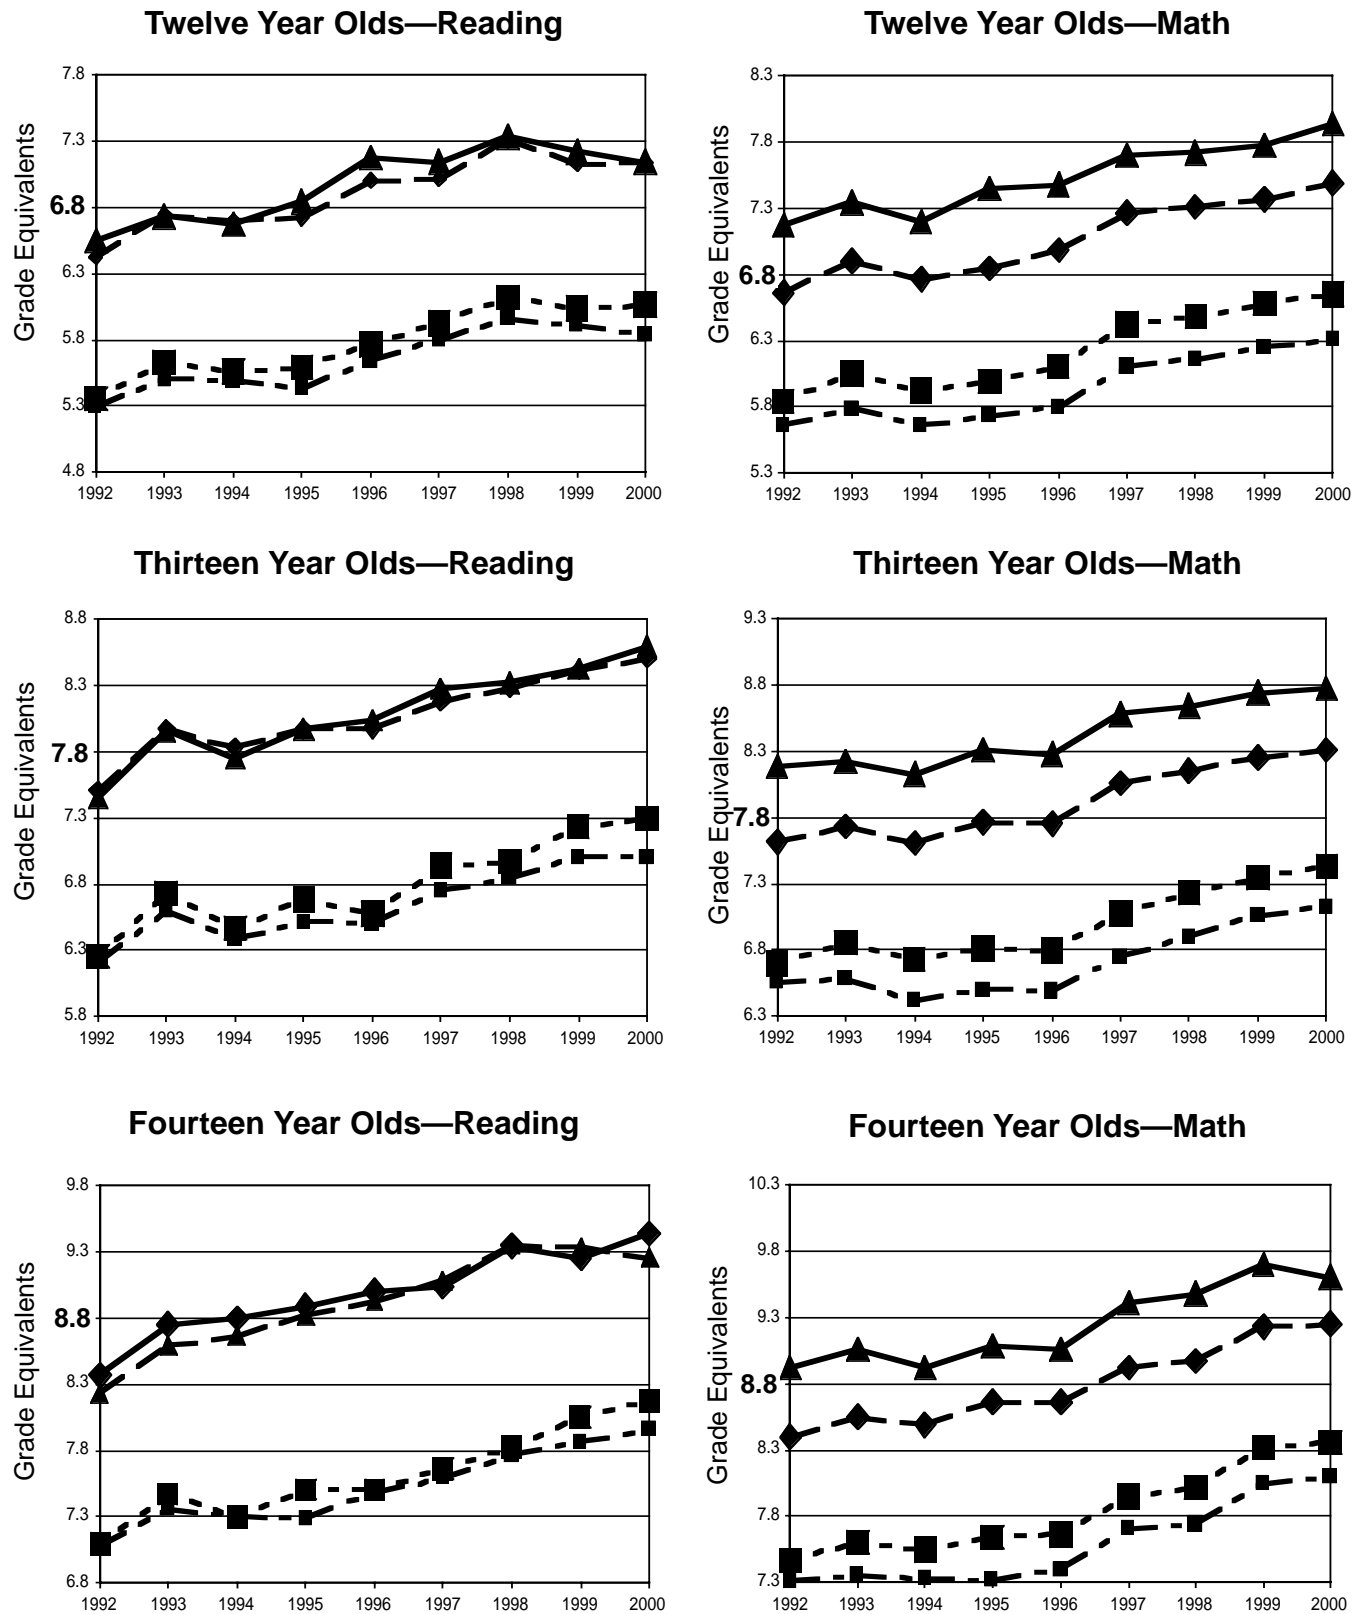 Twelve Year Olds—Reading
Grade Equivalents
7.8
7.3
6.8
6.3
5.8
5.3
4.8
1992 1993 1994 1995 1996 1997 1998 1999 2000
Twelve Year Olds—Math
Grade Equivalents
8.3
7.8
7.3
6.8
6.3
5.8
5.3
1992 1993 1994 1995 1996 1997 1998 1999 2000
Thirteen Year Olds—Reading
Grade Equivalents
8.8
8.3
7.8
7.3
6.8
6.3
5.8
1992 1993 1994 1995 1996 1997 1998 1999 2000
Thirteen Year Olds—Math
Grade Equivalents
9.3
8.8
8.3
7.8
7.3
6.8
6.3
1992 1993 1994 1995 1996 1997 1998 1999 2000
Fourteen Year Olds—Reading
Grade Equivalents
9.8
9.3
8.8
8.3
7.8
7.3
6.8
1992 1993 1994 1995 1996 1997 1998 1999 2000
Fourteen Year Olds—Math
Grade Equivalents
10.3
9.8
9.3
8.8
8.3
7.8
7.3
1992 1993 1994 1995 1996 1997 1998 1999 2000